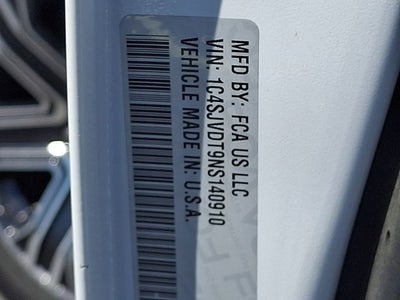 MFD BY: FCA US LLC
VIN: 1C4SJVDT9NS140910
VEHICLE MADE IN: U.S.A.